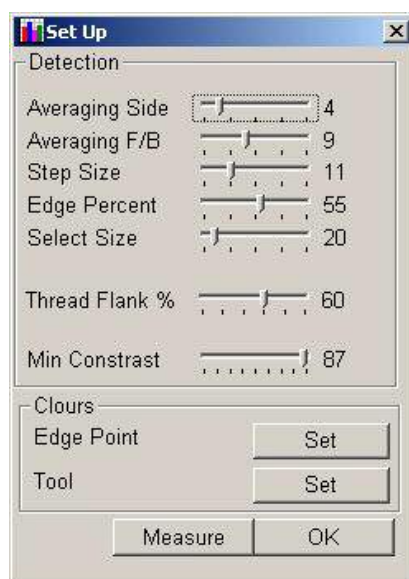 Set Up
Detection
Averaging Side 4
Averaging F/B 9
Step Size 11
Edge Percent 55
Select Size 20
Thread Flank % 60
Min Constrast 87
Clours
Edge Point Set
Tool Set
Measure OK